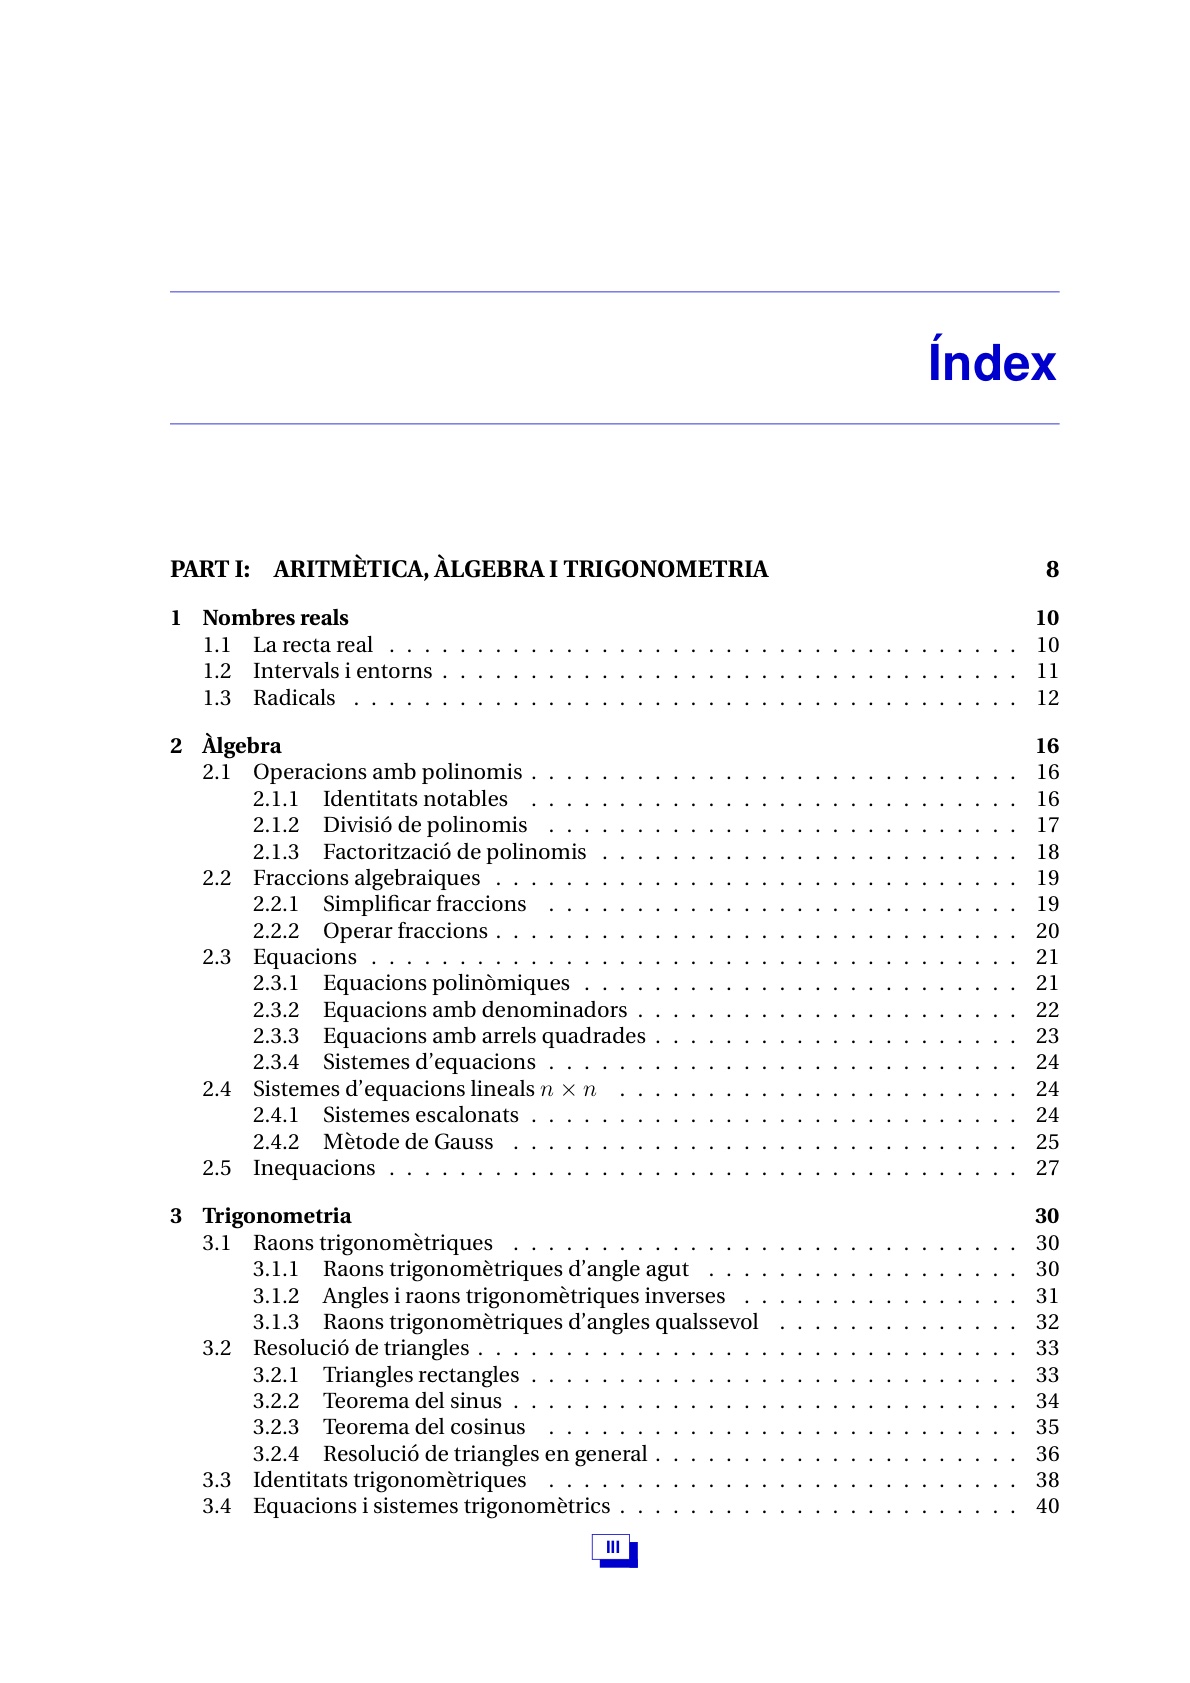 Índex
PART I: ARITMÈTICA, ÀLGEBRA I TRIGONOMETRIA 8
1 Nombres reals 10
1.1 La recta real . . . . . . . . . . . . . . . . . . . . . . . . . . . . . . . . . . . . 10
1.2 Intervals i entorns . . . . . . . . . . . . . . . . . . . . . . . . . . . . . . . . . 11
1.3 Radicals . . . . . . . . . . . . . . . . . . . . . . . . . . . . . . . . . . . . . . 12
2 Àlgebra 16
2.1 Operacions amb polinomis . . . . . . . . . . . . . . . . . . . . . . . . . . . . 16
2.1.1 Identitats notables . . . . . . . . . . . . . . . . . . . . . . . . . . . . 16
2.1.2 Divisió de polinomis . . . . . . . . . . . . . . . . . . . . . . . . . . . 17
2.1.3 Factorització de polinomis . . . . . . . . . . . . . . . . . . . . . . . . 18
2.2 Fraccions algebraiques . . . . . . . . . . . . . . . . . . . . . . . . . . . . . . 19
2.2.1 Simplificar fraccions . . . . . . . . . . . . . . . . . . . . . . . . . . . 19
2.2.2 Operar fraccions . . . . . . . . . . . . . . . . . . . . . . . . . . . . . . 20
2.3 Equacions . . . . . . . . . . . . . . . . . . . . . . . . . . . . . . . . . . . . . 21
2.3.1 Equacions polinòmiques . . . . . . . . . . . . . . . . . . . . . . . . . 21
2.3.2 Equacions amb denominadors . . . . . . . . . . . . . . . . . . . . . . 22
2.3.3 Equacions amb arrels quadrades . . . . . . . . . . . . . . . . . . . . . 23
2.3.4 Sistemes d’equacions . . . . . . . . . . . . . . . . . . . . . . . . . . . 24
2.4 Sistemes d’equacions lineals n × n . . . . . . . . . . . . . . . . . . . . . . . 24
2.4.1 Sistemes escalonats . . . . . . . . . . . . . . . . . . . . . . . . . . . . 24
2.4.2 Mètode de Gauss . . . . . . . . . . . . . . . . . . . . . . . . . . . . . 25
2.5 Inequacions . . . . . . . . . . . . . . . . . . . . . . . . . . . . . . . . . . . . 27
3 Trigonometria 30
3.1 Raons trigonomètriques . . . . . . . . . . . . . . . . . . . . . . . . . . . . . 30
3.1.1 Raons trigonomètriques d’angle agut . . . . . . . . . . . . . . . . . . 30
3.1.2 Angles i raons trigonomètriques inverses . . . . . . . . . . . . . . . . 31
3.1.3 Raons trigonomètriques d’angles qualssevol . . . . . . . . . . . . . . 32
3.2 Resolució de triangles . . . . . . . . . . . . . . . . . . . . . . . . . . . . . . . 33
3.2.1 Triangles rectangles . . . . . . . . . . . . . . . . . . . . . . . . . . . . 33
3.2.2 Teorema del sinus . . . . . . . . . . . . . . . . . . . . . . . . . . . . . 34
3.2.3 Teorema del cosinus . . . . . . . . . . . . . . . . . . . . . . . . . . . 35
3.2.4 Resolució de triangles en general . . . . . . . . . . . . . . . . . . . . . 36
3.3 Identitats trigonomètriques . . . . . . . . . . . . . . . . . . . . . . . . . . . 38
3.4 Equacions i sistemes trigonomètrics . . . . . . . . . . . . . . . . . . . . . . . 40
III